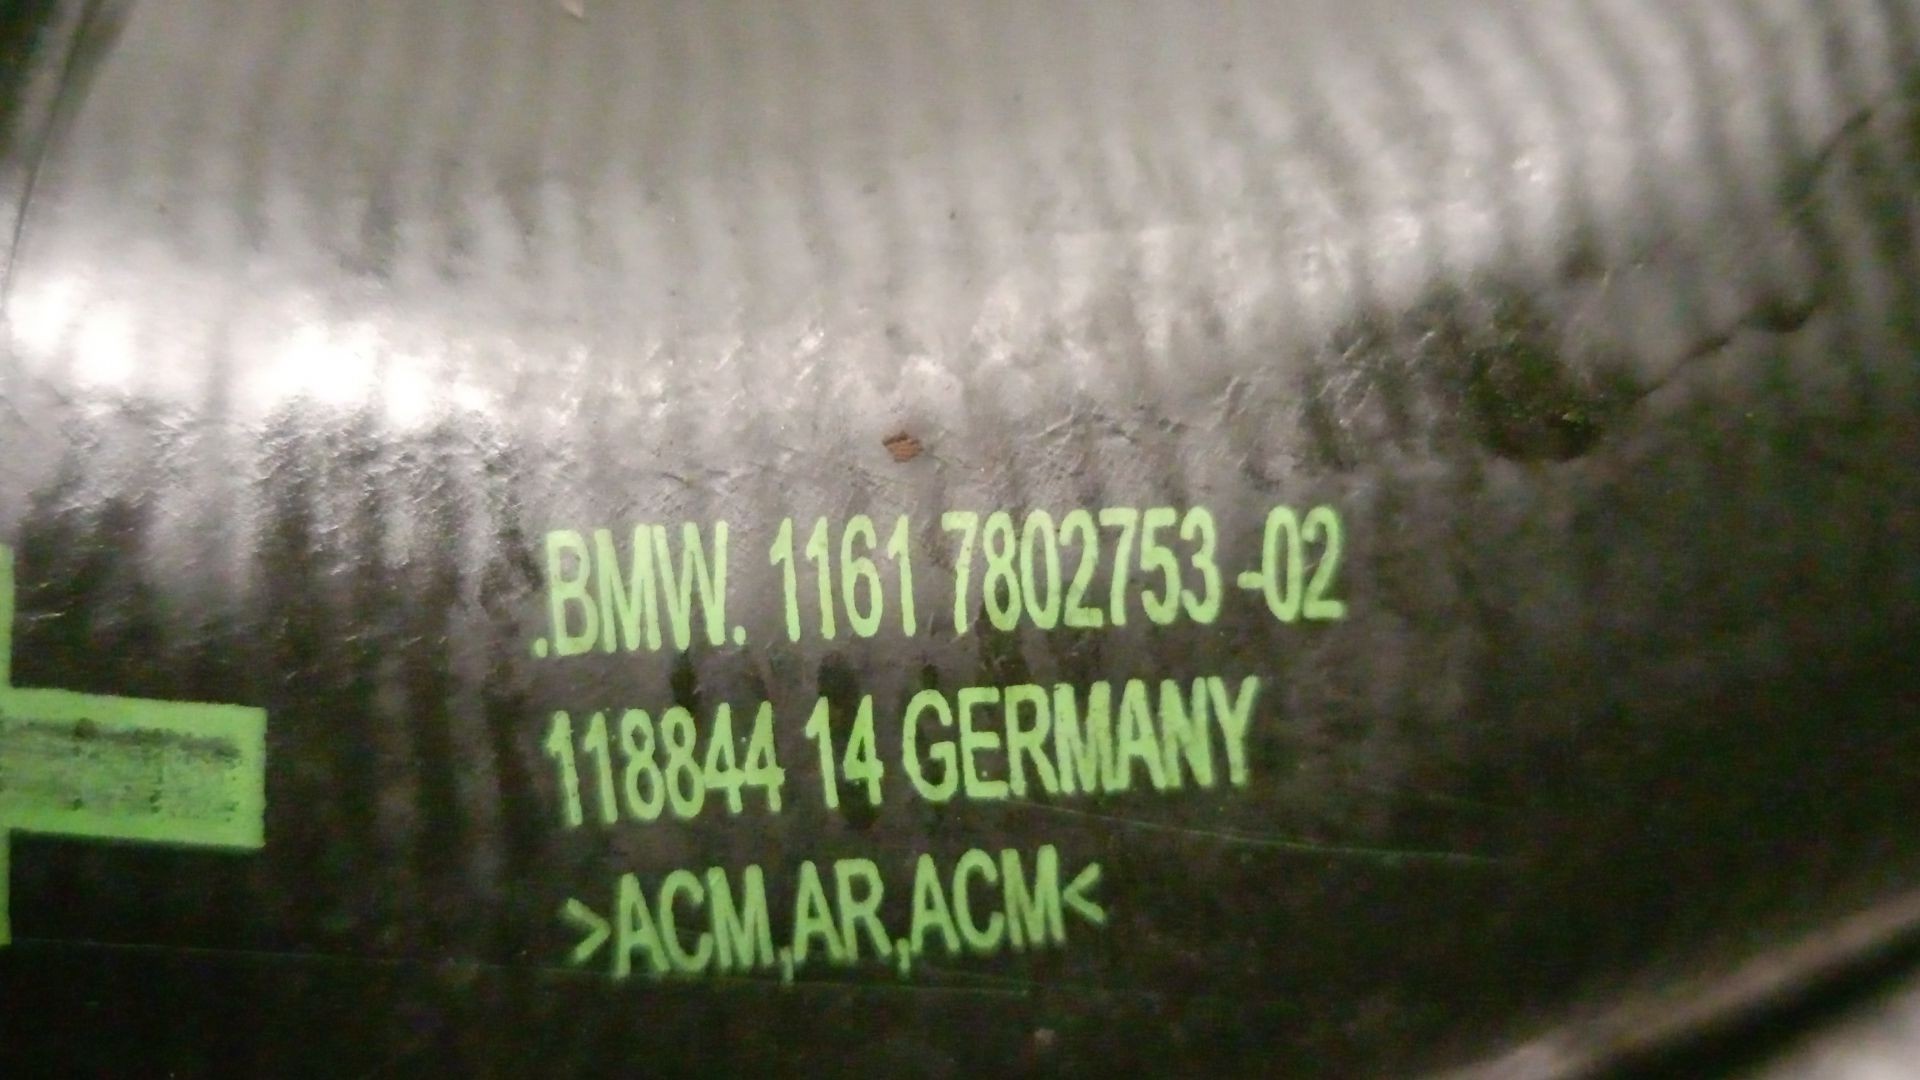 .BMW. 1161 7802753 -02
118844 14 GERMANY
>ACM,AR,ACM<